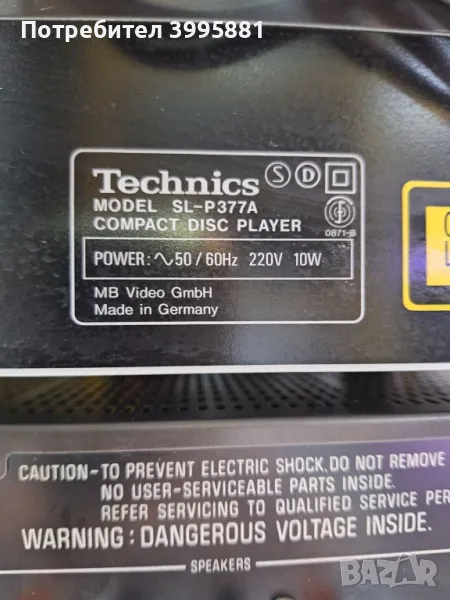 Потребител 3995881
Technics S D
MODEL SL-P377A
COMPACT DISC PLAYER
0871-B
POWER: ∿50/60Hz 220V 10W
MB Video GmbH
Made in Germany
CAUTION-TO PREVENT ELECTRIC SHOCK, DO NOT REMOVE
NO USER-SERVICEABLE PARTS INSIDE.
REFER SERVICING TO QUALIFIED SERVICE PER
WARNING: DANGEROUS VOLTAGE INSIDE.
SPEAKERS
BAZAR